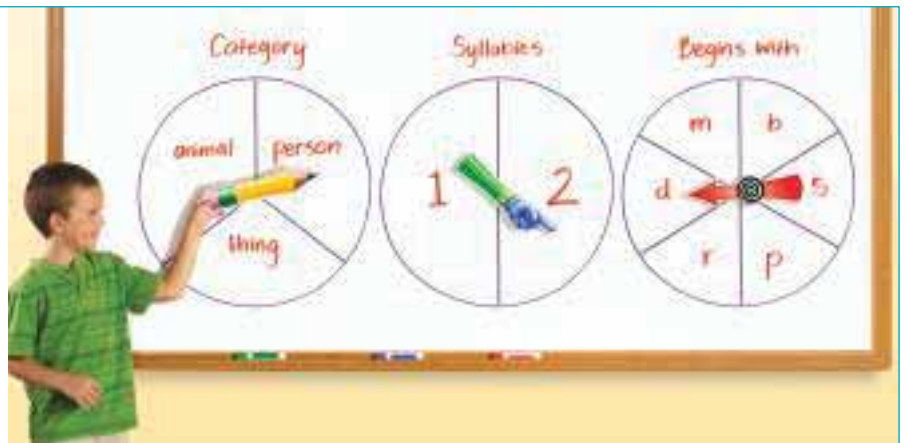 Category
animal
person
thing
Syllables
1
2
Begins with
m
b
d
s
r
p